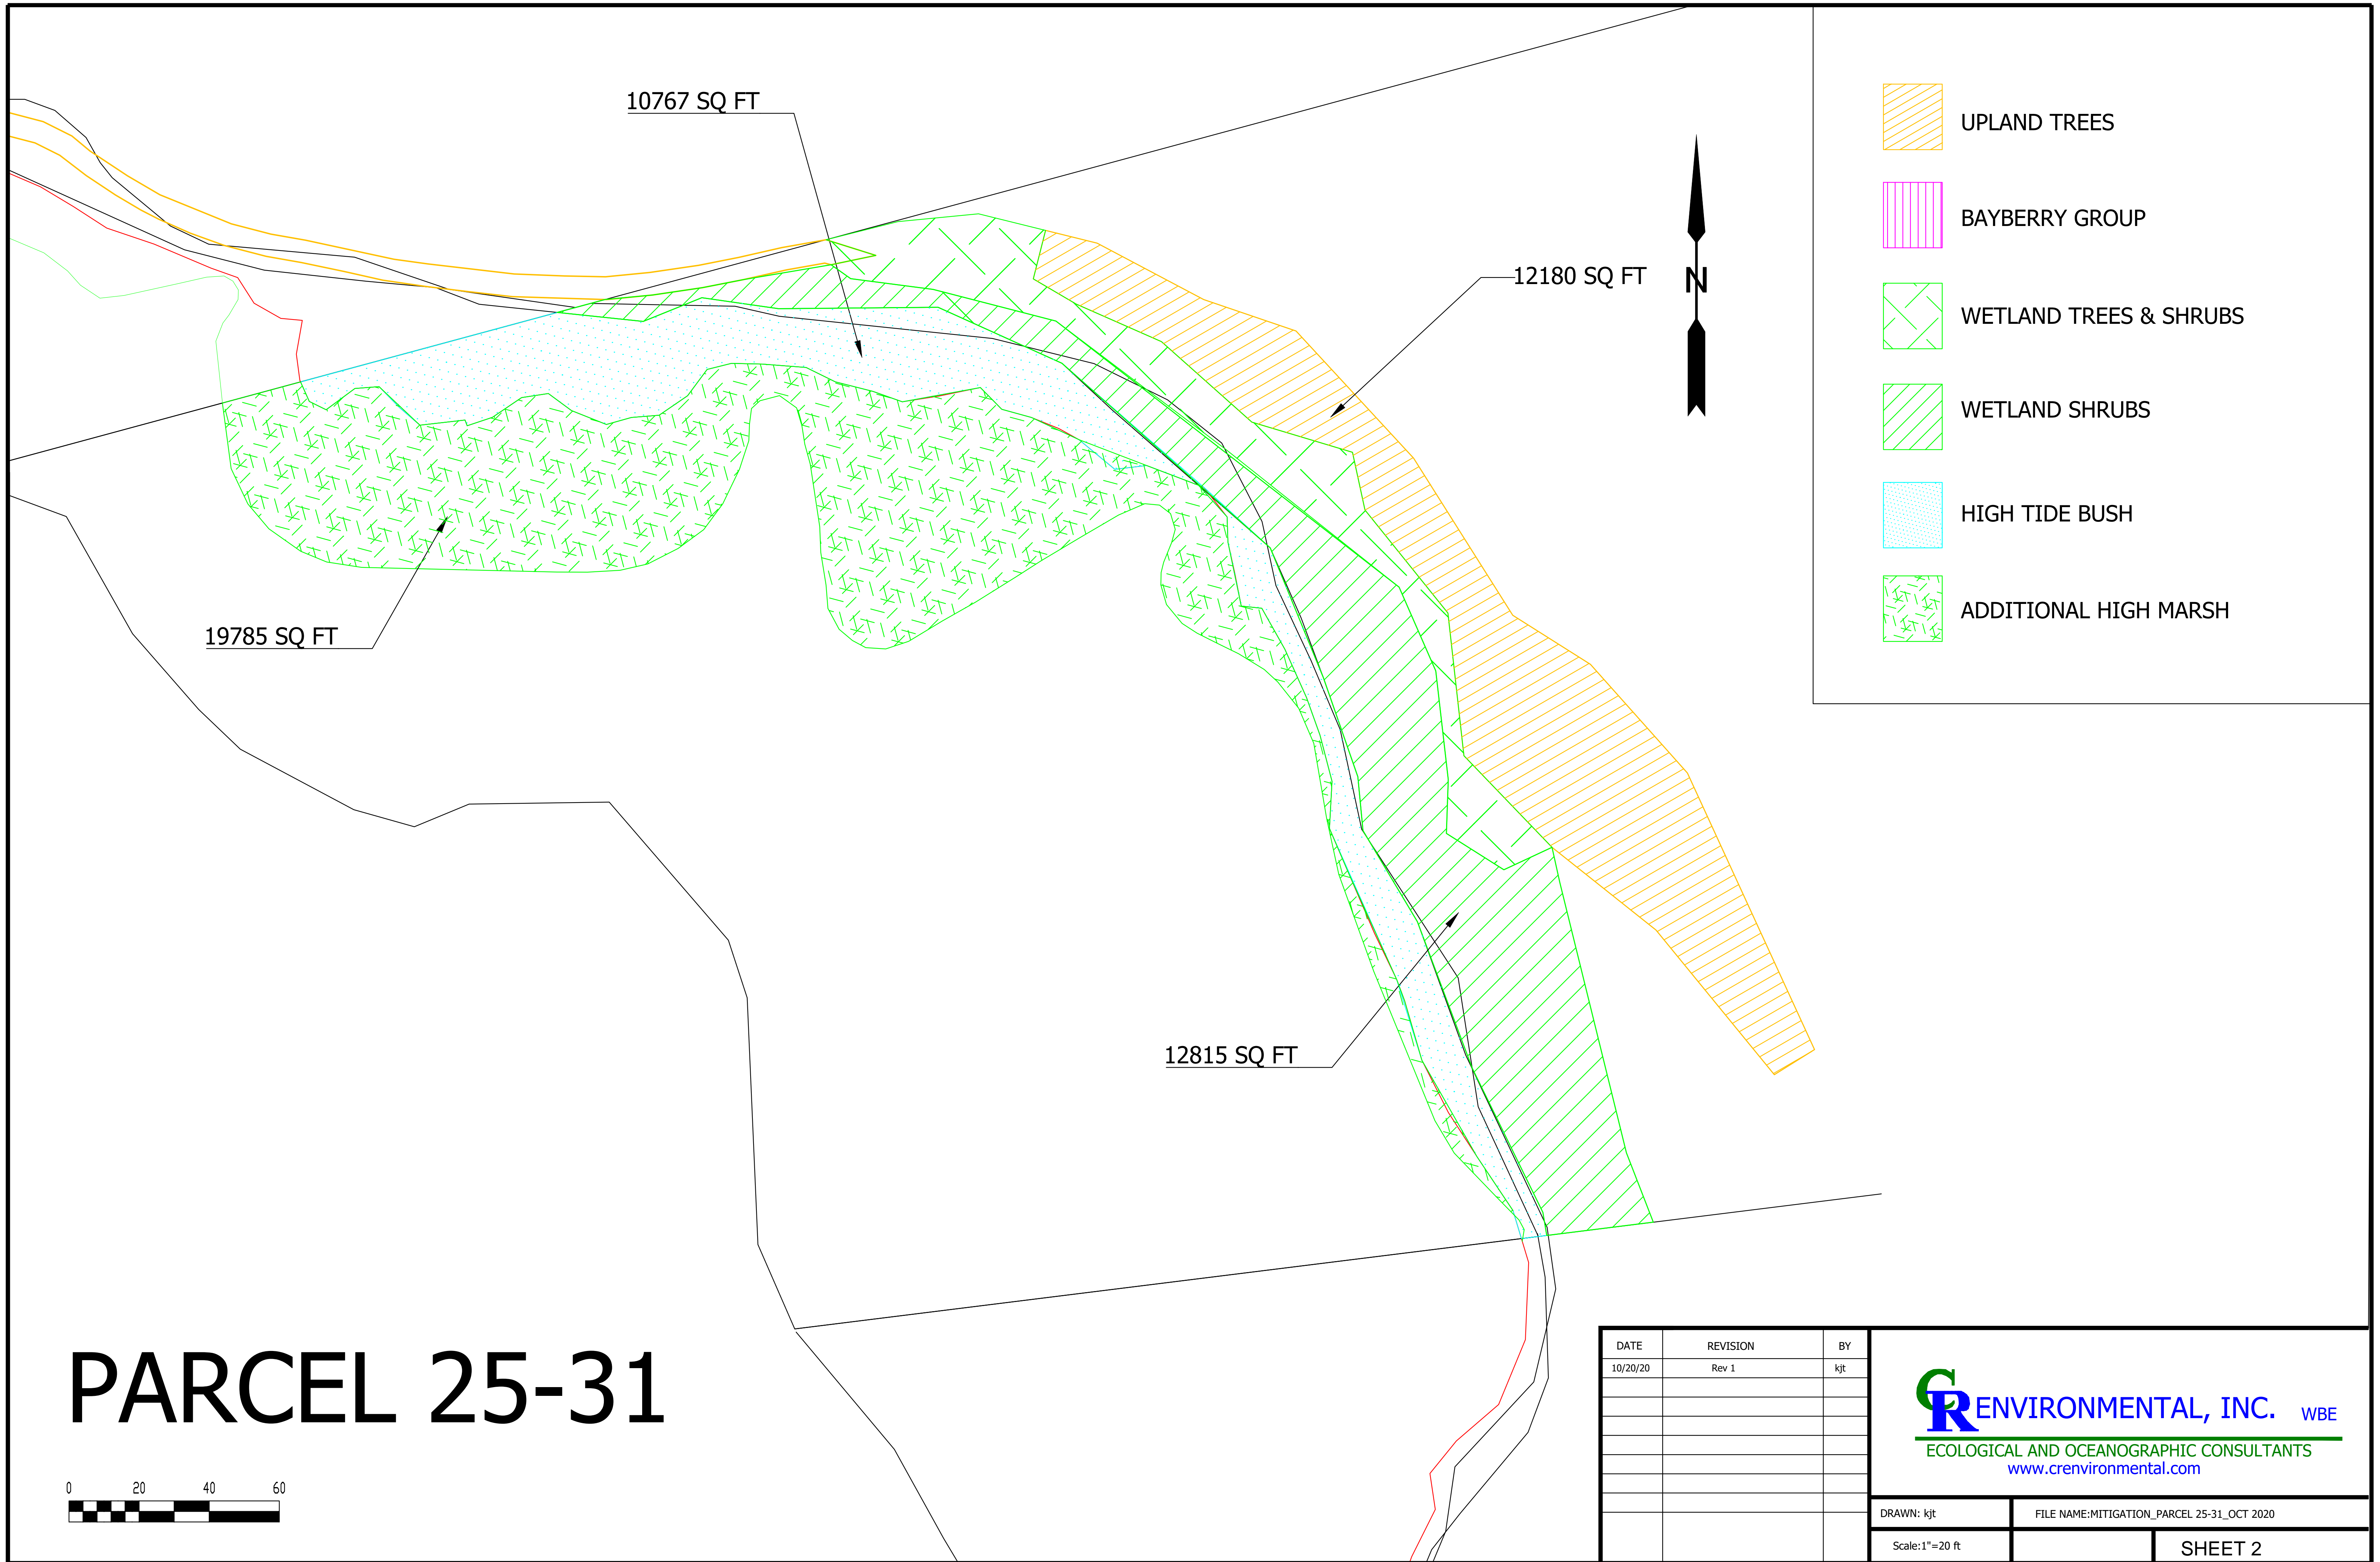 10767 SQ FT
12180 SQ FT
N
19785 SQ FT
12815 SQ FT
UPLAND TREES
BAYBERRY GROUP
WETLAND TREES & SHRUBS
WETLAND SHRUBS
HIGH TIDE BUSH
ADDITIONAL HIGH MARSH
PARCEL 25-31
0 20 40 60
DATE REVISION BY
10/20/20 Rev 1 kjt
CR ENVIRONMENTAL, INC. WBE
ECOLOGICAL AND OCEANOGRAPHIC CONSULTANTS
www.crenvironmental.com
DRAWN: kjt FILE NAME:MITIGATION_PARCEL 25-31_OCT 2020
Scale:1"=20 ft SHEET 2